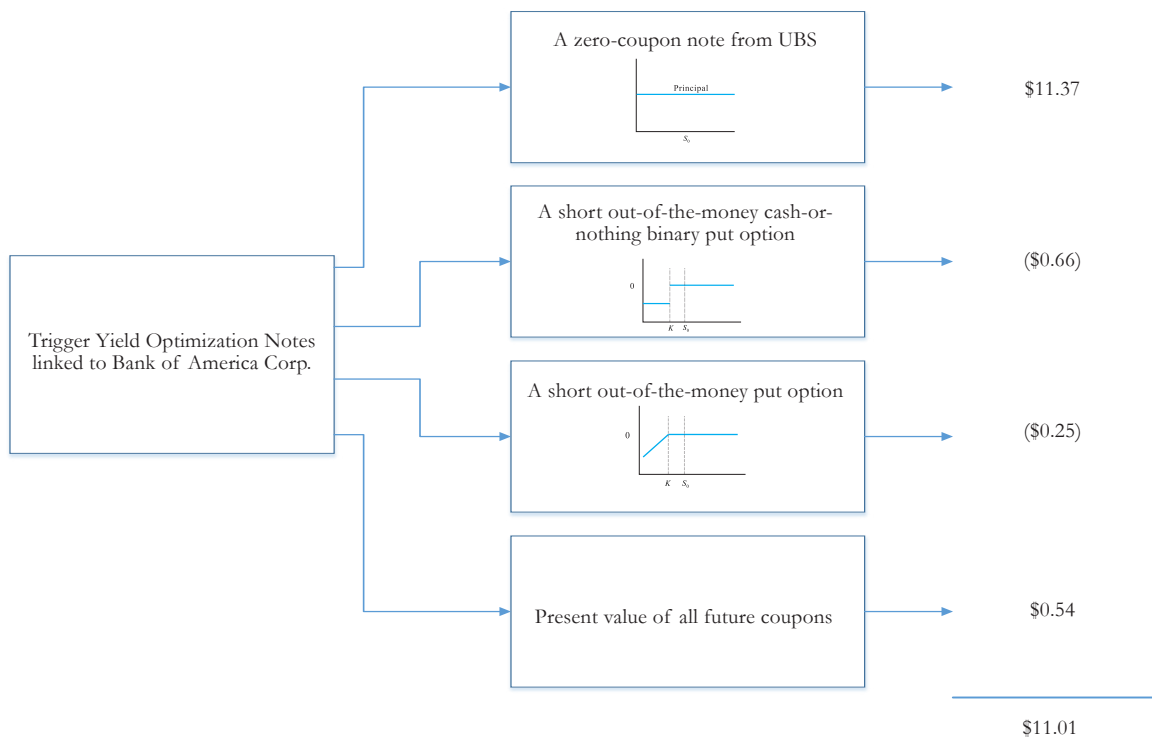 A zero-coupon note from UBS
Principal
S₀
$11.37
A short out-of-the-money cash-or-
nothing binary put option
0
K S₀
($0.66)
Trigger Yield Optimization Notes
linked to Bank of America Corp.
A short out-of-the-money put option
0
K S₀
($0.25)
Present value of all future coupons
$0.54
$11.01